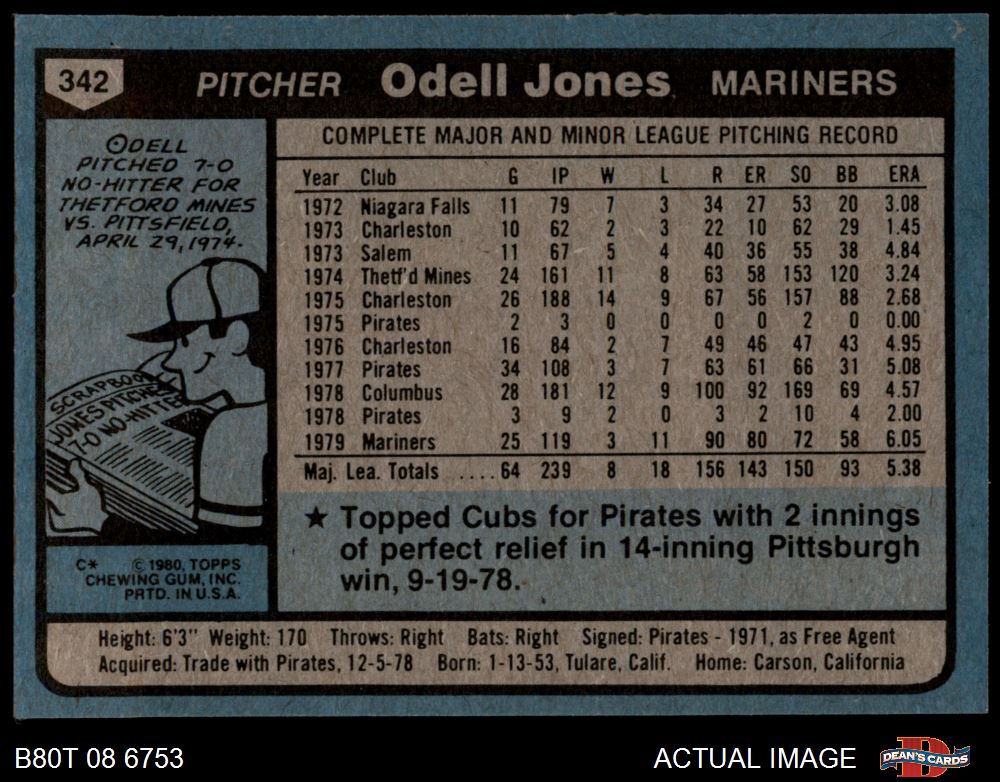 342 PITCHER Odell Jones MARINERS
ODELL
PITCHED 7-0
NO-HITTER FOR
THETFORD MINES
VS. PITTSFIELD,
APRIL 29, 1974.
SCRAPBOOK
JONES PITCHES
7-0 NO-HITTER
C* © 1980, TOPPS
CHEWING GUM, INC.
PRTD. IN U.S.A.
COMPLETE MAJOR AND MINOR LEAGUE PITCHING RECORD
Year Club G IP W L R ER SO BB ERA
1972 Niagara Falls 11 79 7 3 34 27 53 20 3.08
1973 Charleston 10 62 2 3 22 10 62 29 1.45
1973 Salem 11 67 5 4 40 36 55 38 4.84
1974 Thetf'd Mines 24 161 11 8 63 58 153 120 3.24
1975 Charleston 26 188 14 9 67 56 157 88 2.68
1975 Pirates 2 3 0 0 0 0 2 0 0.00
1976 Charleston 16 84 2 7 49 46 47 43 4.95
1977 Pirates 34 108 3 7 63 61 66 31 5.08
1978 Columbus 28 181 12 9 100 92 169 69 4.57
1978 Pirates 3 9 2 0 3 2 10 4 2.00
1979 Mariners 25 119 3 11 90 80 72 58 6.05
Maj. Lea. Totals ....64 239 8 18 156 143 150 93 5.38
★ Topped Cubs for Pirates with 2 innings
of perfect relief in 14-inning Pittsburgh
win, 9-19-78.
Height: 6'3" Weight: 170 Throws: Right Bats: Right Signed: Pirates - 1971, as Free Agent
Acquired: Trade with Pirates, 12-5-78 Born: 1-13-53, Tulare, Calif. Home: Carson, California
B80T 08 6753 ACTUAL IMAGE DEAN'S CARDS